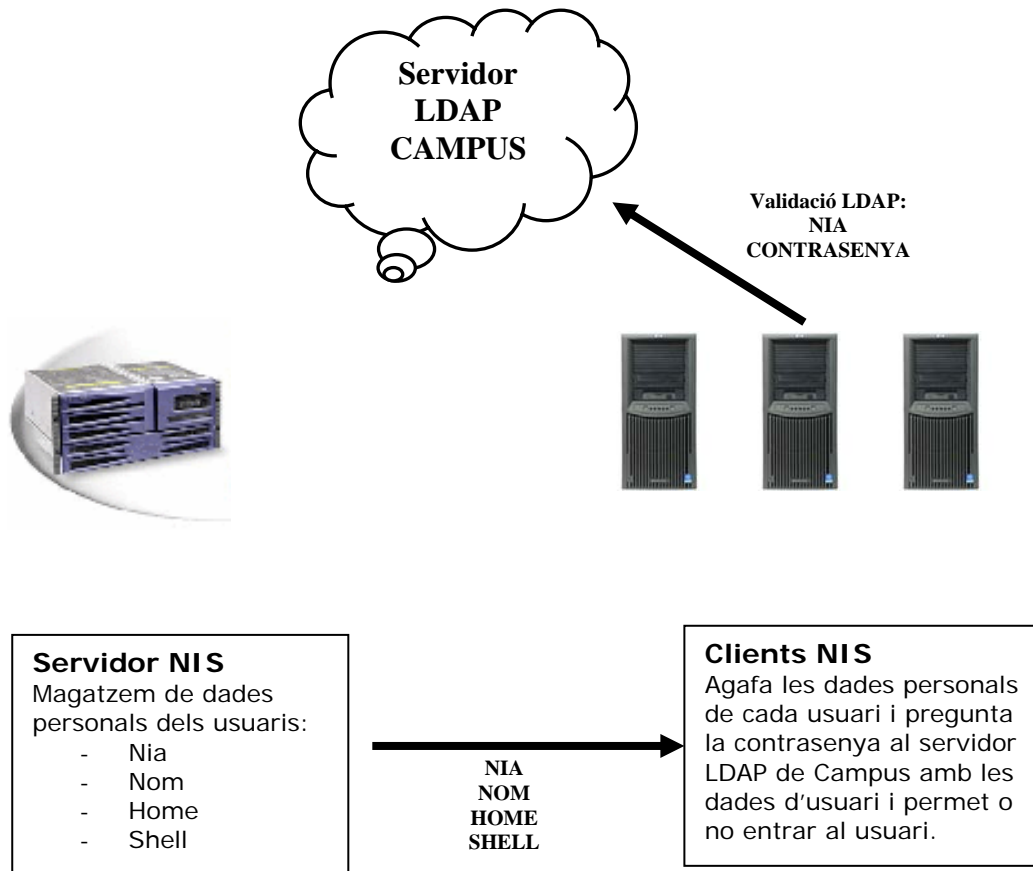 Servidor
LDAP
CAMPUS
Validació LDAP:
NIA
CONTRASENYA
Servidor NIS
Magatzem de dades
personals dels usuaris:
- Nia
- Nom
- Home
- Shell
NIA
NOM
HOME
SHELL
Clients NIS
Agafa les dades personals
de cada usuari i pregunta
la contrasenya al servidor
LDAP de Campus amb les
dades d'usuari i permet o
no entrar al usuari.